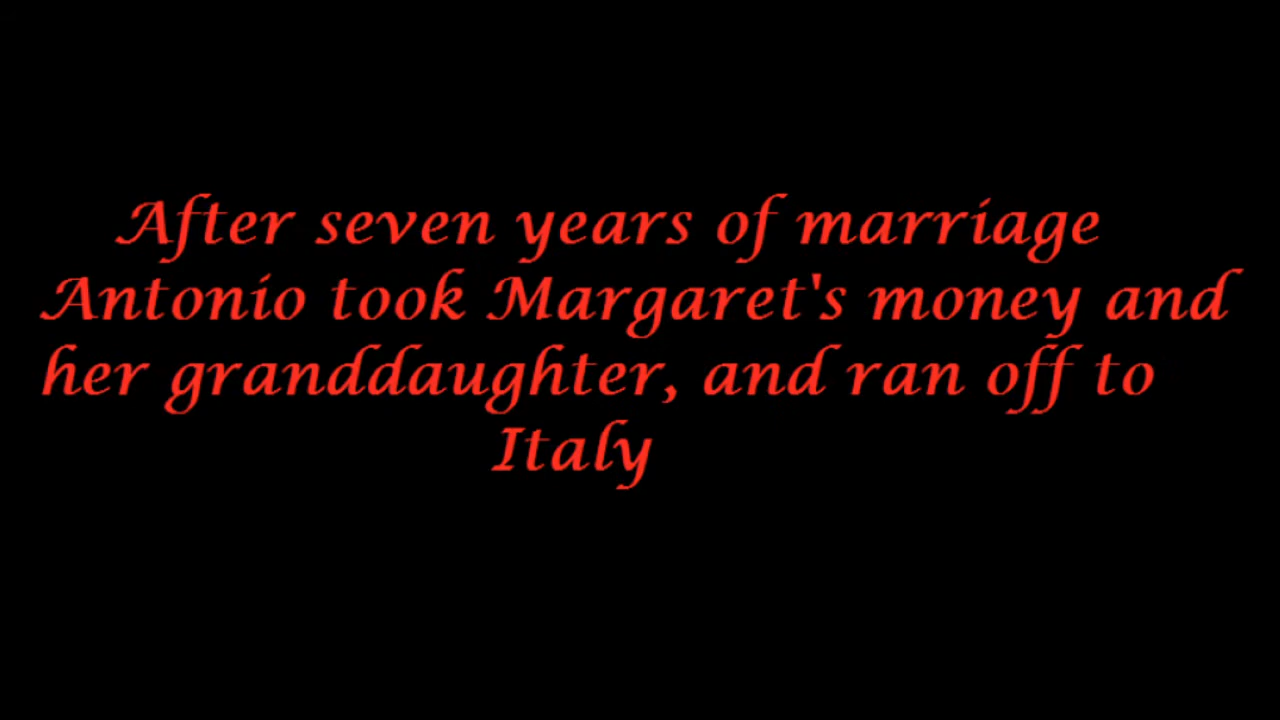 After seven years of marriage
Antonio took Margaret's money and
her granddaughter, and ran off to
Italy